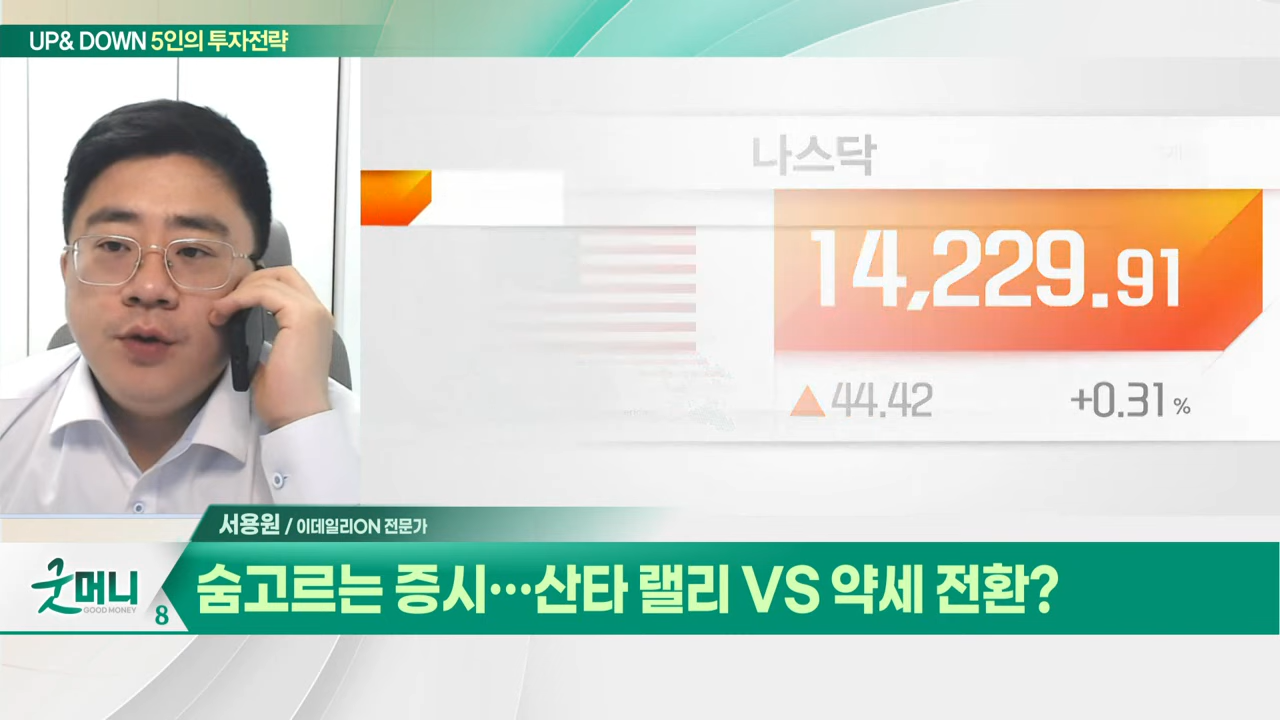 UP& DOWN 5인의 투자전략
나스닥
14,229.91
▲44.42 +0.31%
서용원 / 이데일리ON 전문가
굿머니
GOOD MONEY
8
숨고르는 증시…산타 랠리 VS 약세 전환?